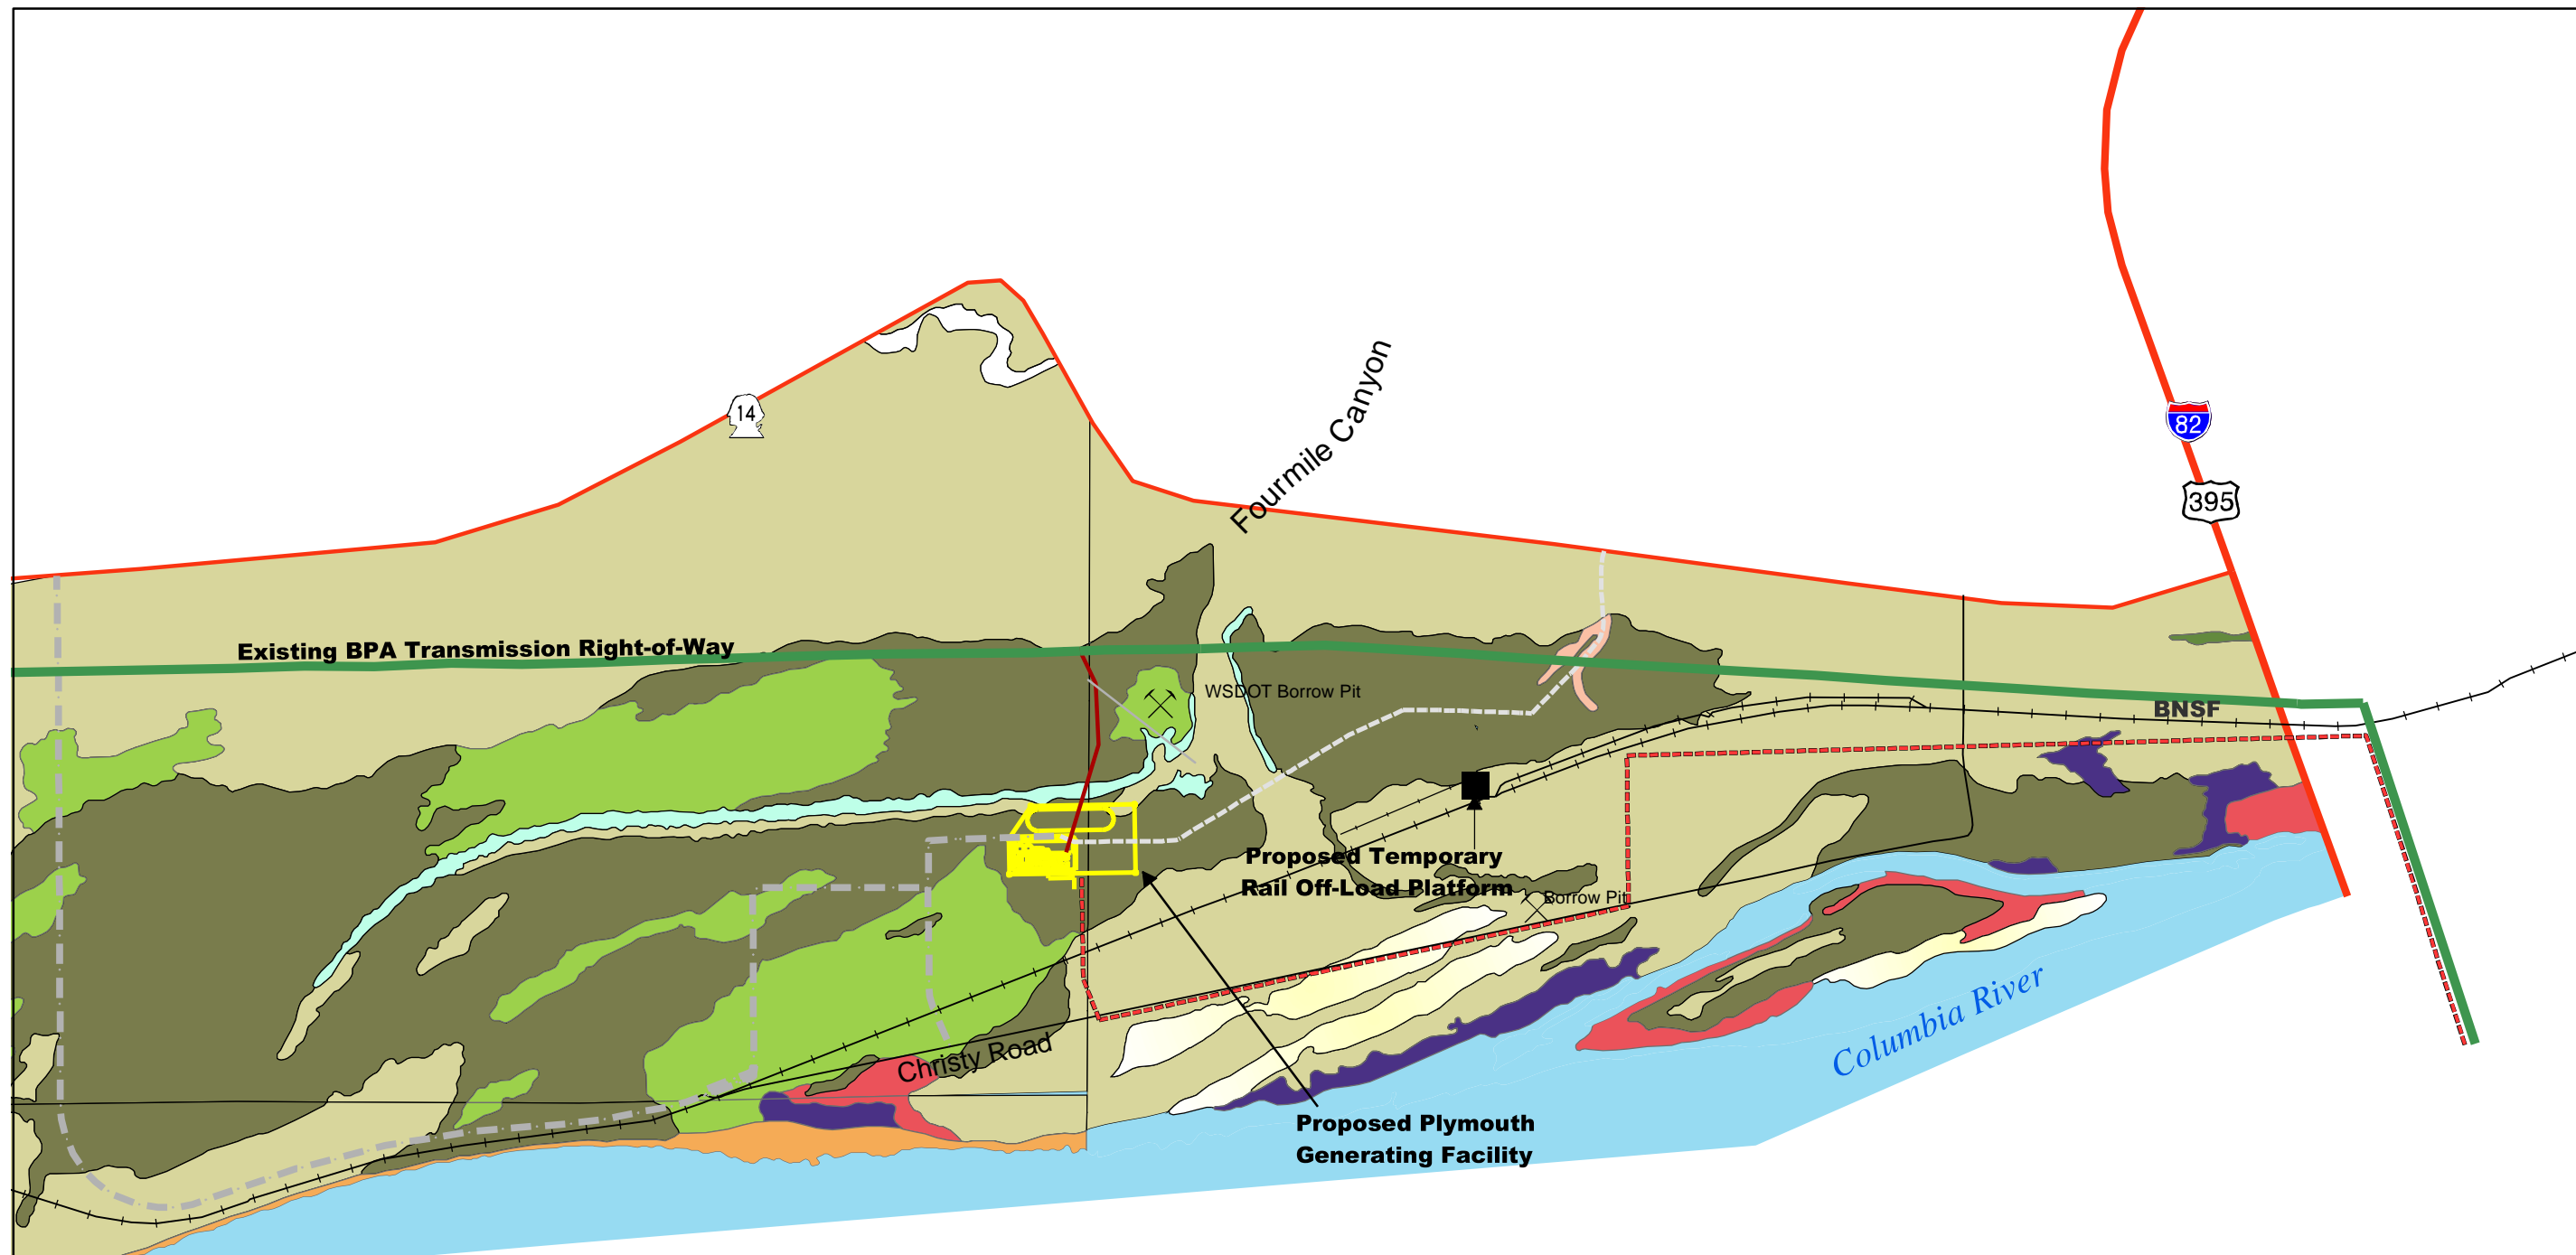 Fourmile Canyon
14
82
395
Existing BPA Transmission Right-of-Way
WSDOT Borrow Pit
BNSF
Proposed Temporary
Rail Off-Load Platform
Borrow Pit
Christy Road
Columbia River
Proposed Plymouth
Generating Facility